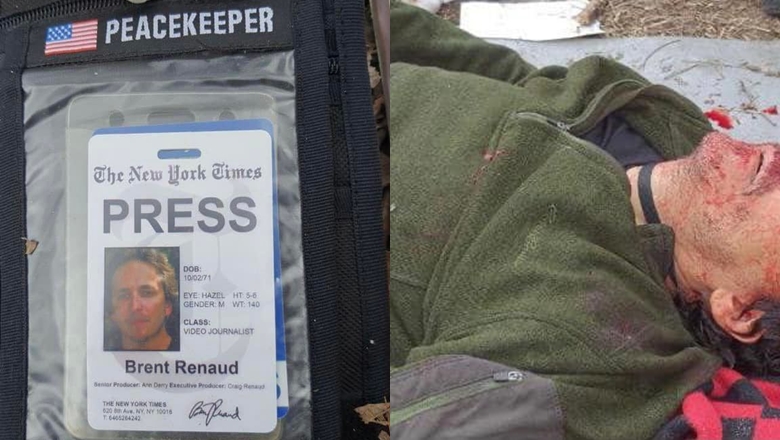 PEACEKEEPER
The New York Times
PRESS
DOB:
10/02/71
EYE: HAZEL HT: 5-8
GENDER: M WT: 140
CLASS:
VIDEO JOURNALIST
Brent Renaud
Senior Producer: Ann Derry Executive Producer: Craig Renaud
THE NEW YORK TIMES
620 8th Ave, NY, NY 10018
T: 6465284242